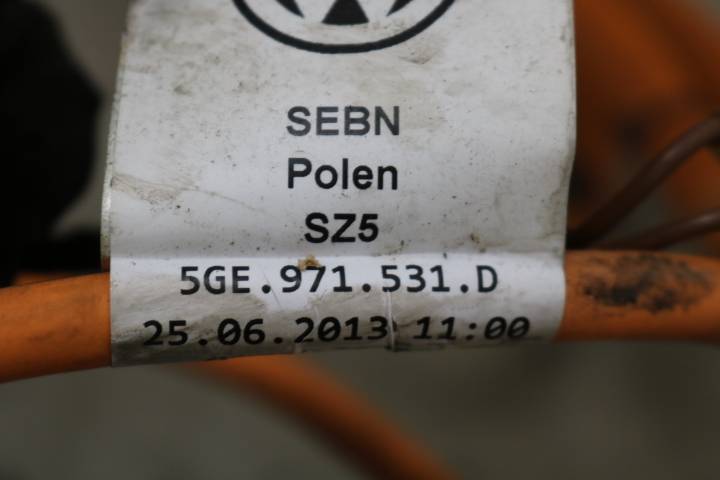 SEBN
Polen
SZ5
5GE.971.531.D
25.06.2013 11:00